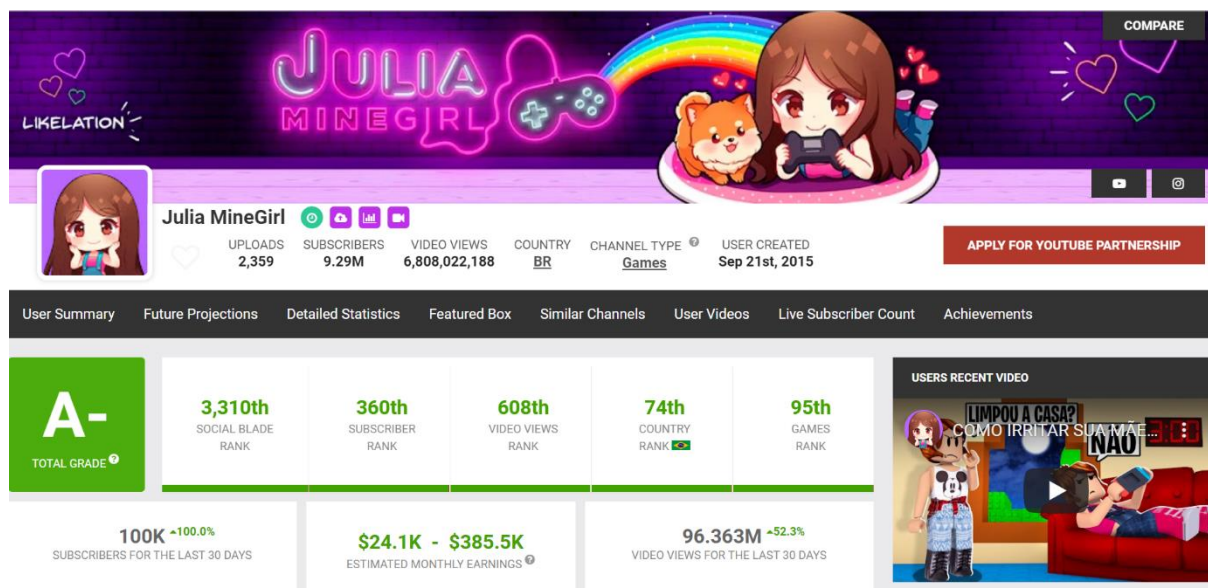 COMPARE
JULIA
MINEGIRL
LIKELATION
Julia MineGirl
UPLOADS
2,359
SUBSCRIBERS
9.29M
VIDEO VIEWS
6,808,022,188
COUNTRY
BR
CHANNEL TYPE
Games
USER CREATED
Sep 21st, 2015
APPLY FOR YOUTUBE PARTNERSHIP
User Summary
Future Projections
Detailed Statistics
Featured Box
Similar Channels
User Videos
Live Subscriber Count
Achievements
A-
TOTAL GRADE
3,310th
SOCIAL BLADE
RANK
360th
SUBSCRIBER
RANK
608th
VIDEO VIEWS
RANK
74th
COUNTRY
RANK
95th
GAMES
RANK
USERS RECENT VIDEO
LIMPOU A CASA?
COMO IRRITAR SUA MÃE...
NÃO
3:00
100K +100.0%
SUBSCRIBERS FOR THE LAST 30 DAYS
$24.1K - $385.5K
ESTIMATED MONTHLY EARNINGS
96.363M +52.3%
VIDEO VIEWS FOR THE LAST 30 DAYS